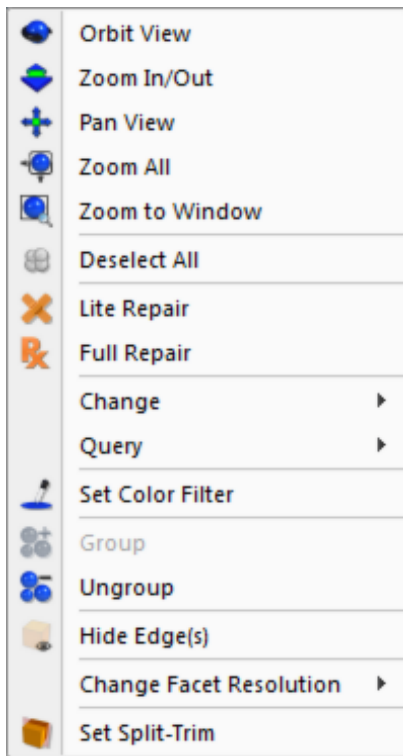 Orbit View
Zoom In/Out
Pan View
Zoom All
Zoom to Window
Deselect All
Lite Repair
Full Repair
Change
Query
Set Color Filter
Group
Ungroup
Hide Edge(s)
Change Facet Resolution
Set Split-Trim